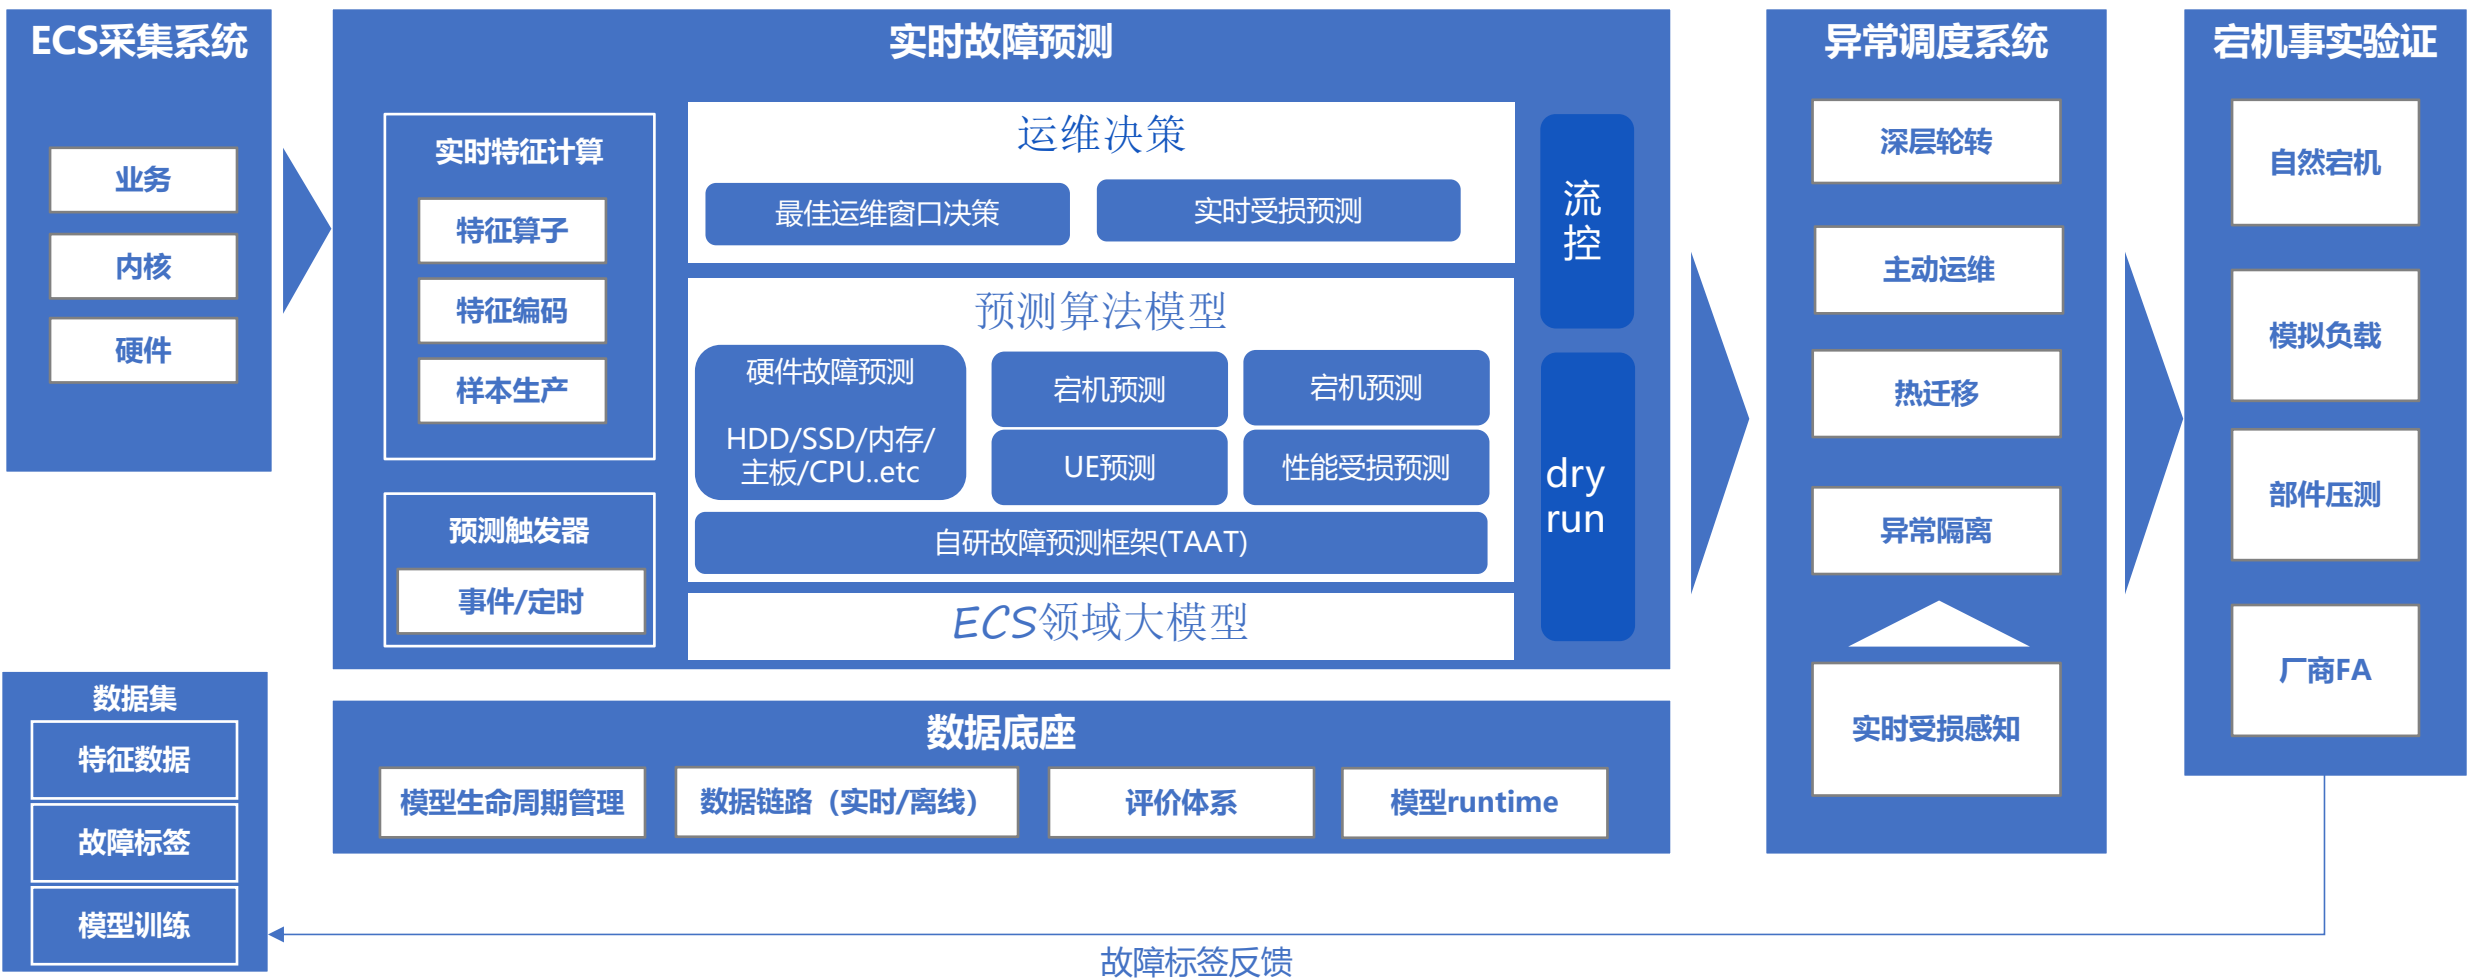 ECS采集系统
业务
内核
硬件
实时故障预测
实时特征计算
特征算子
特征编码
样本生产
预测触发器
事件/定时
运维决策
最佳运维窗口决策
实时受损预测
预测算法模型
硬件故障预测
HDD/SSD/内存/
主板/CPU..etc
宕机预测
宕机预测
UE预测
性能受损预测
自研故障预测框架(TAAT)
ECS领域大模型
流
控
dry
run
异常调度系统
深层轮转
主动运维
热迁移
异常隔离
实时受损感知
宕机事实验证
自然宕机
模拟负载
部件压测
厂商FA
数据集
特征数据
故障标签
模型训练
数据底座
模型生命周期管理
数据链路（实时/离线）
评价体系
模型runtime
故障标签反馈